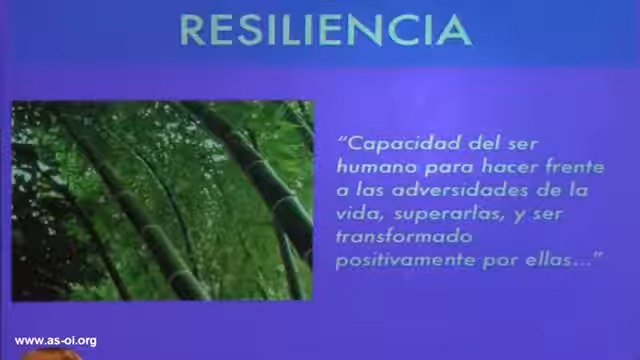 RESILIENCIA
“Capacidad del ser
humano para hacer frente
a las adversidades de la
vida, superarlas, y ser
transformado
positivamente por ellas...”
www.as-oi.org